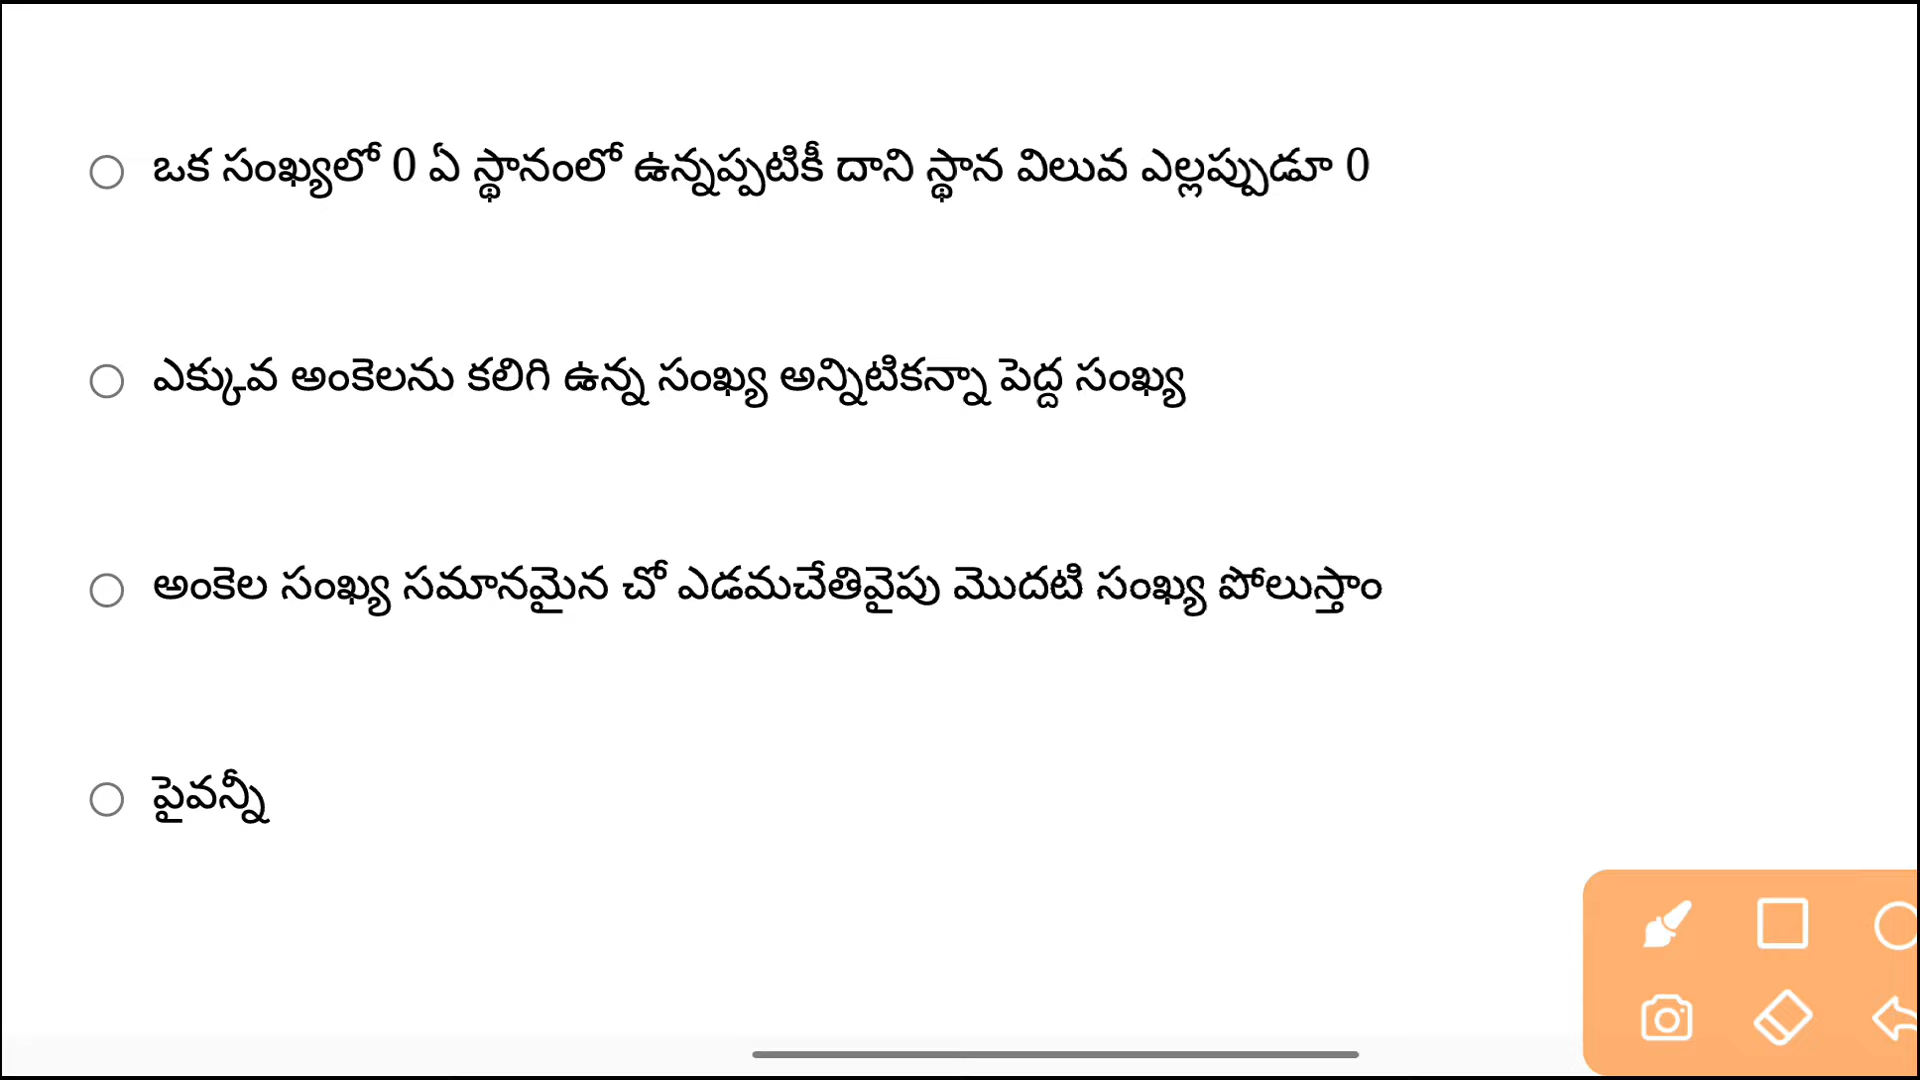 ఒక సంఖ్యలో 0 ఏ స్థానంలో ఉన్నప్పటికీ దాని స్థాన విలువ ఎల్లప్పుడూ 0
ఎక్కువ అంకెలను కలిగి ఉన్న సంఖ్య అన్నిటికన్నా పెద్ద సంఖ్య
అంకెల సంఖ్య సమానమైన చో ఎడమచేతివైపు మొదటి సంఖ్య పోలుస్తాం
పైవన్నీ